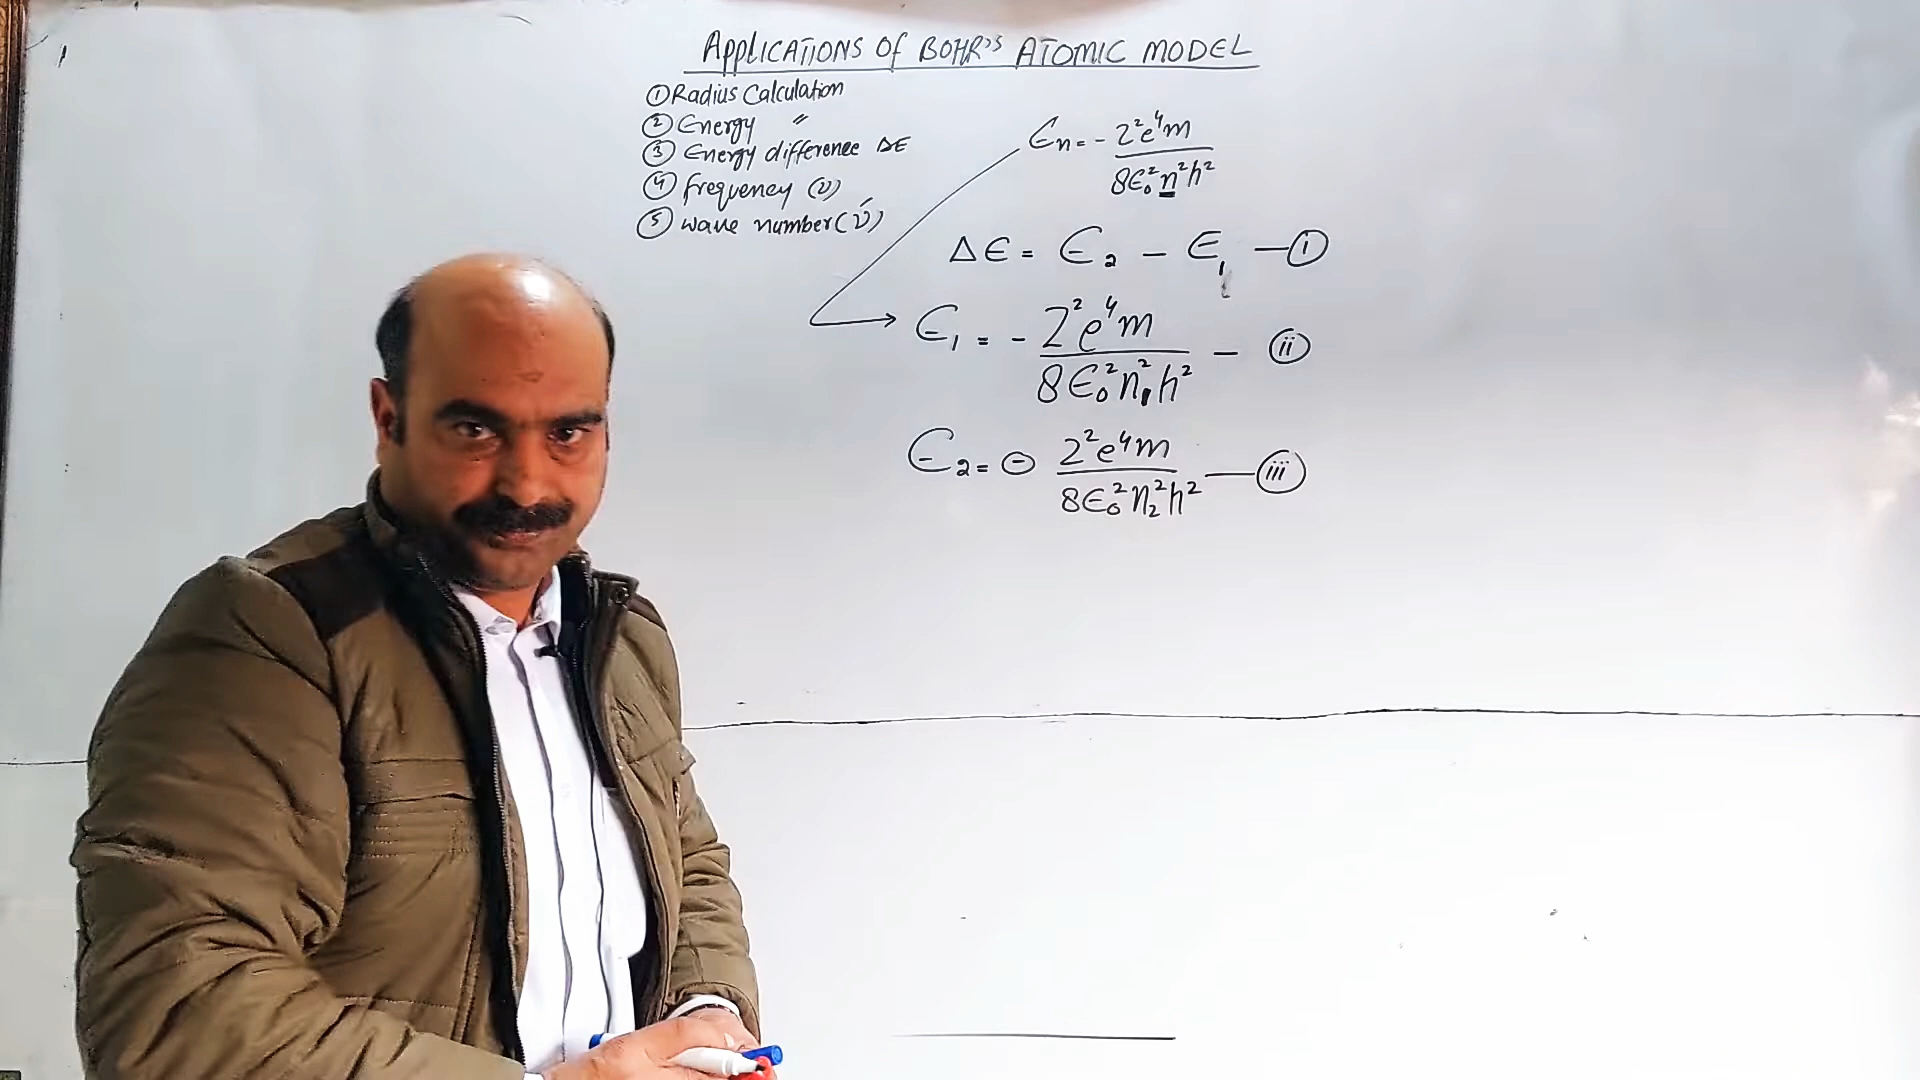 APPLICATIONS OF BOHR'S ATOMIC MODEL
① Radius Calculation
② Energy "
③ Energy difference ΔE
④ frequency (ν)
⑤ wave number (ν̄)
En = - Z²e⁴m / 8ε₀²n²h²
ΔE = E₂ - E₁ — (i)
E₁ = - Z²e⁴m / 8ε₀²n₁²h² — (ii)
E₂ = - Z²e⁴m / 8ε₀²n₂²h² — (iii)